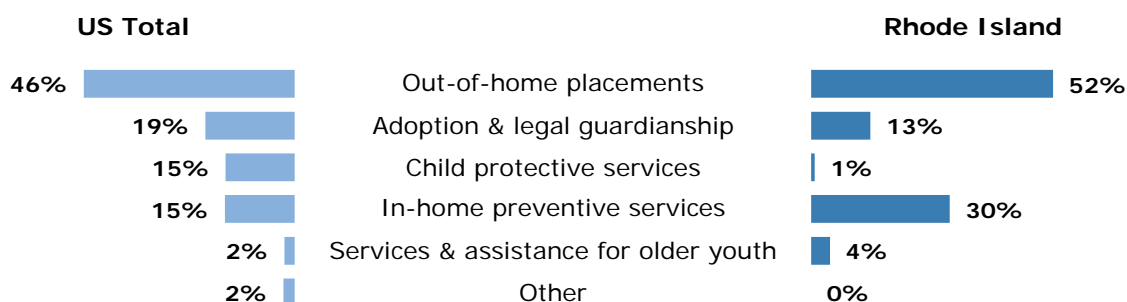 US Total Rhode Island
46% Out-of-home placements 52%
19% Adoption & legal guardianship 13%
15% Child protective services 1%
15% In-home preventive services 30%
2% Services & assistance for older youth 4%
2% Other 0%